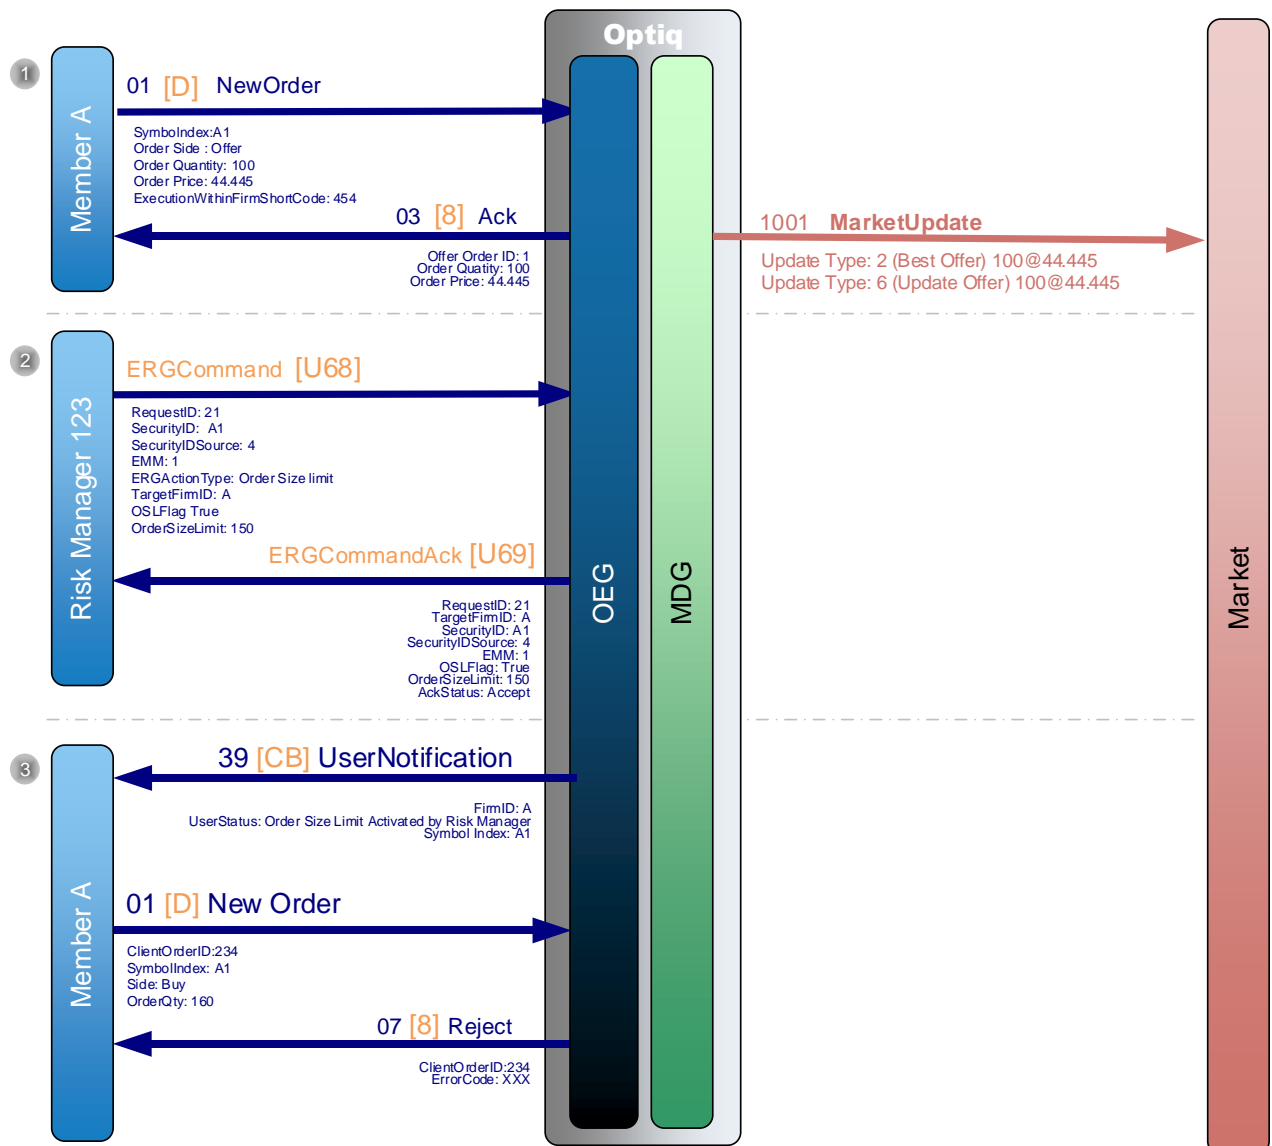 Optiq
1
Member A
01 [D] NewOrder
SymbolIndex:A1
Order Side : Offer
Order Quantity: 100
Order Price: 44.445
ExecutionWithinFirmShortCode: 454
03 [8] Ack
Offer Order ID: 1
Order Quatity: 100
Order Price: 44.445
1001 MarketUpdate
Update Type: 2 (Best Offer) 100@44.445
Update Type: 6 (Update Offer) 100@44.445
2
Risk Manager 123
ERGCommand [U68]
RequestID: 21
SecurityID: A1
SecurityIDSource: 4
EMM: 1
ERGActionType: Order Size limit
TargetFirmID: A
OSLFlag True
OrderSizeLimit: 150
ERGCommandAck [U69]
RequestID: 21
TargetFirmID: A
SecurityID: A1
SecurityIDSource: 4
EMM: 1
OSLFlag: True
OrderSizeLimit: 150
AckStatus: Accept
OEG
MDG
Market
3
Member A
39 [CB] UserNotification
FirmID: A
UserStatus: Order Size Limit Activated by Risk Manager
Symbol Index: A1
01 [D] New Order
ClientOrderID:234
SymbolIndex: A1
Side: Buy
OrderQty: 160
07 [8] Reject
ClientOrderID:234
ErrorCode: XXX